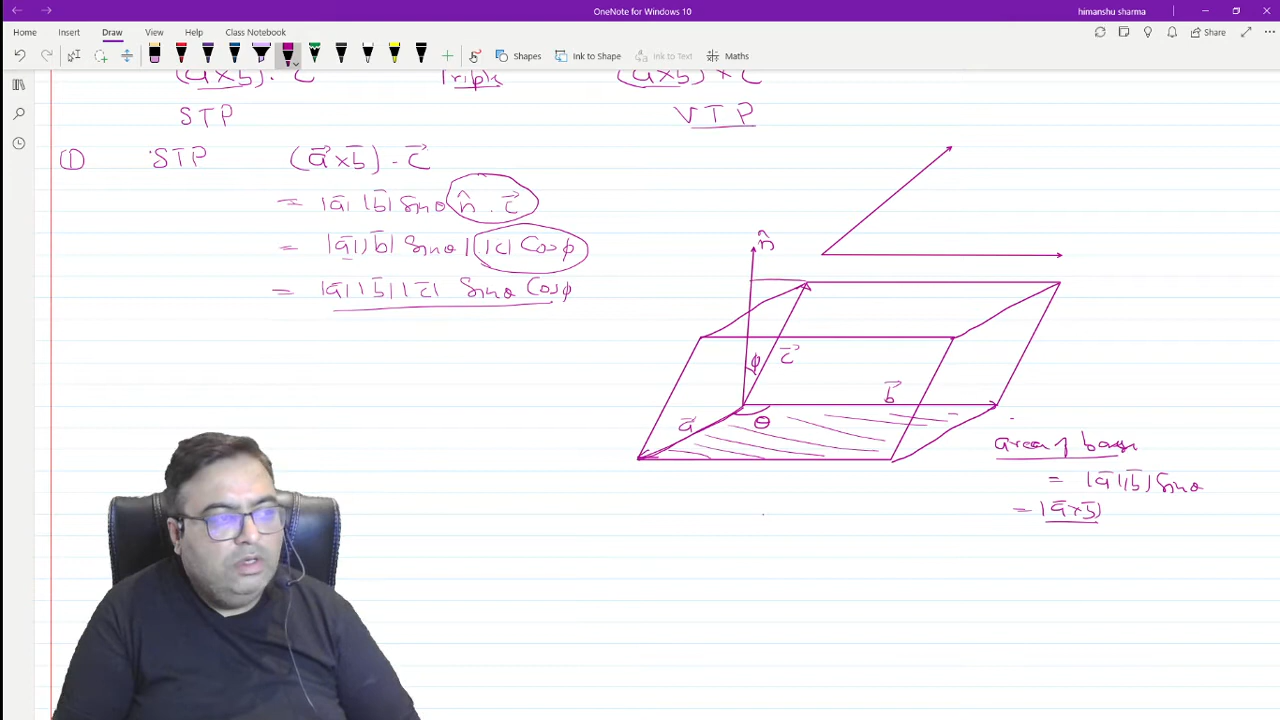 OneNote for Windows 10
himanshu sharma
Home Insert Draw View Help Class Notebook
Share
Shapes Ink to Shape Ink to Text Maths
(a⃗×b̄)·c⃗ Triple (a⃗×b̄)×c⃗
STP VTP
① STP (a⃗×b̄)·c⃗
= |ā| |b̄| sinθ n̂·c⃗
= |ā||b̄| sinθ |c| Cosϕ
= |ā||b̄||c̄| sinθ Cosϕ
n̂
ϕ c⃗
b⃗
a⃗ θ
area of base
= |ā||b̄| sinθ
= |ā×b̄|